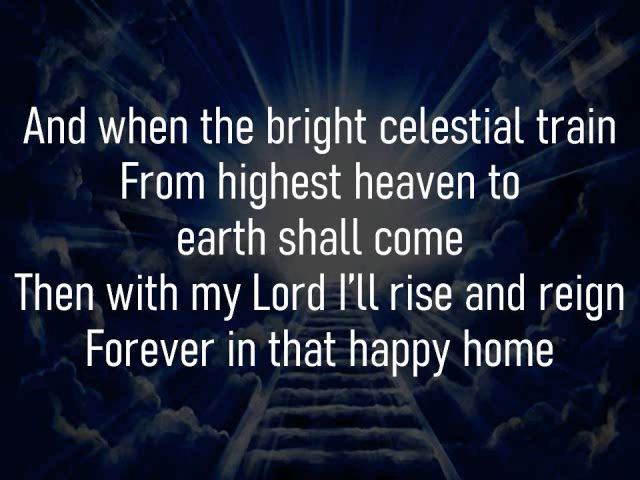 And when the bright celestial train
From highest heaven to
earth shall come
Then with my Lord I’ll rise and reign
Forever in that happy home